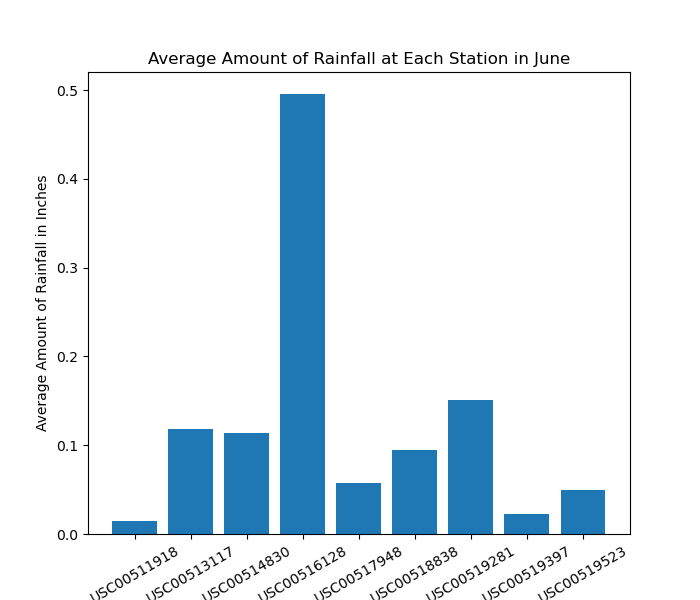 Average Amount of Rainfall at Each Station in June
Average Amount of Rainfall in Inches
0.5
0.4
0.3
0.2
0.1
0.0
USC00511918
USC00513117
USC00514830
USC00516128
USC00517948
USC00518838
USC00519281
USC00519397
USC00519523